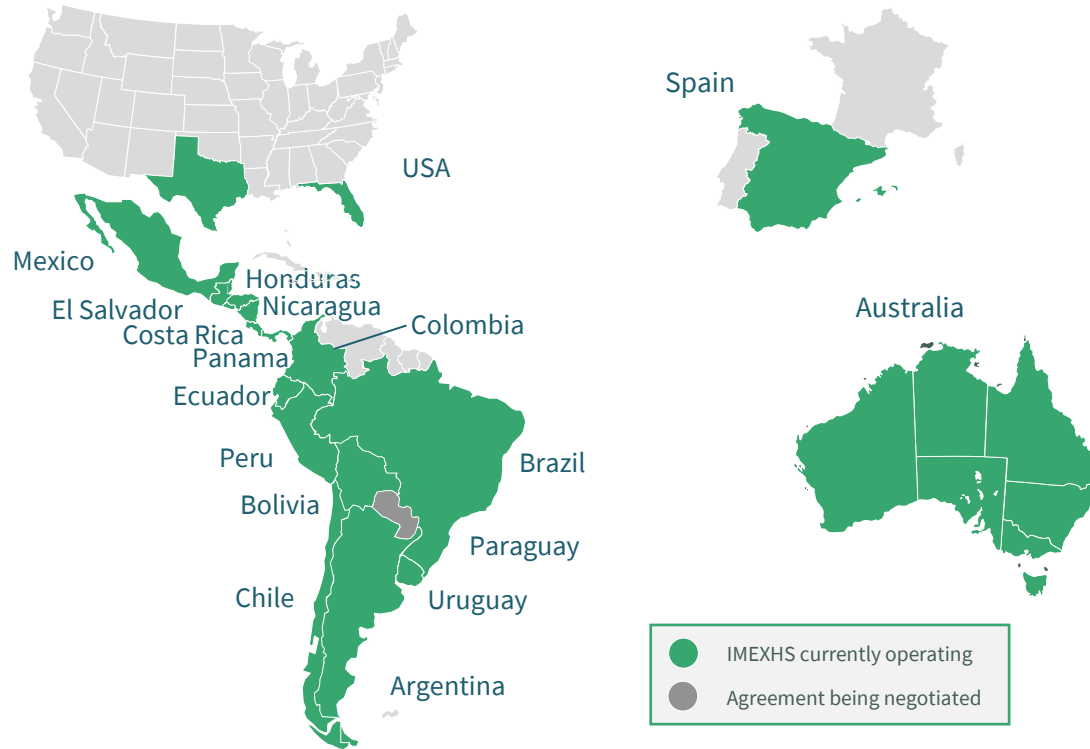 Spain
USA
Mexico
Honduras
El Salvador
Nicaragua
Costa Rica
Colombia
Panama
Australia
Ecuador
Peru
Brazil
Bolivia
Paraguay
Chile
Uruguay
Argentina
IMEXHS currently operating
Agreement being negotiated